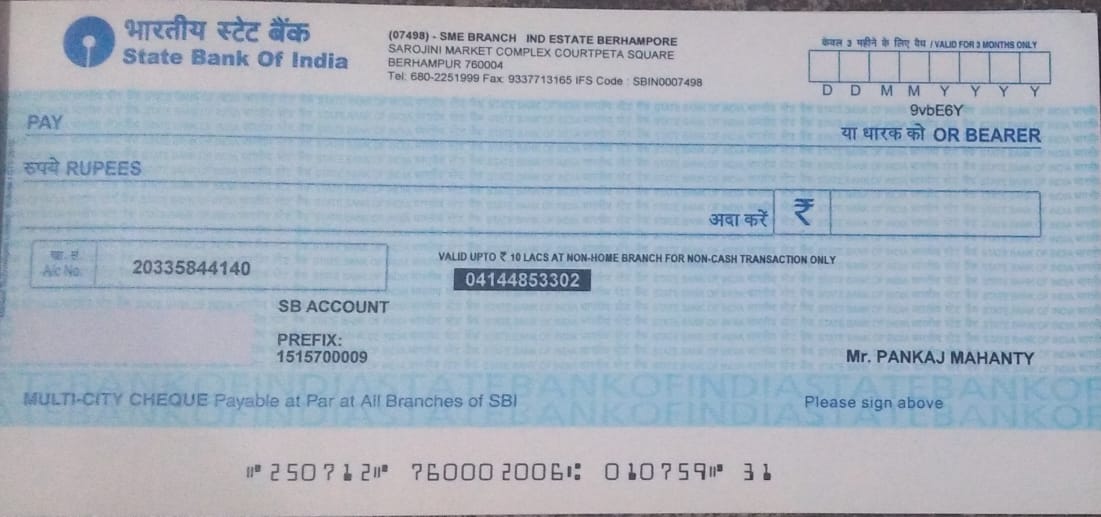 भारतीय स्टेट बैंक
State Bank Of India
(07498) - SME BRANCH IND ESTATE BERHAMPORE
SAROJINI MARKET COMPLEX COURTPETA SQUARE
BERHAMPUR 760004
Tel: 680-2251999 Fax: 9337713165 IFS Code : SBIN0007498
केवल 3 महीने के लिए वैध / VALID FOR 3 MONTHS ONLY
D D M M Y Y Y Y
9vbE6Y
PAY
या धारक को OR BEARER
रुपये RUPEES
अदा करें ₹
खा. सं.
A/c No.
20335844140
VALID UPTO ₹ 10 LACS AT NON-HOME BRANCH FOR NON-CASH TRANSACTION ONLY
04144853302
SB ACCOUNT
PREFIX:
1515700009
Mr. PANKAJ MAHANTY
STATEBANKOFINDIASTATEBANKOFINDIASTATEBANKOF
MULTI-CITY CHEQUE Payable at Par at All Branches of SBI
Please sign above
⑈250712⑈ 760002006⑆ 010759⑈ 31